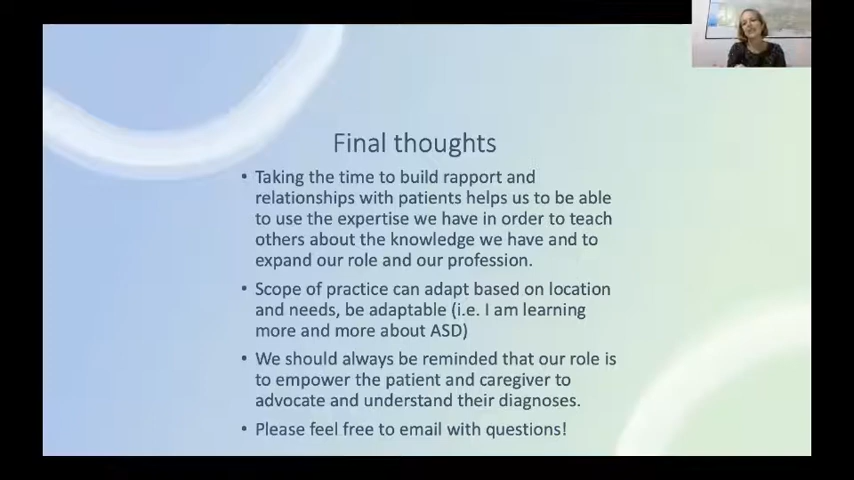 Final thoughts
• Taking the time to build rapport and
relationships with patients helps us to be able
to use the expertise we have in order to teach
others about the knowledge we have and to
expand our role and our profession.
• Scope of practice can adapt based on location
and needs, be adaptable (i.e. I am learning
more and more about ASD)
• We should always be reminded that our role is
to empower the patient and caregiver to
advocate and understand their diagnoses.
• Please feel free to email with questions!